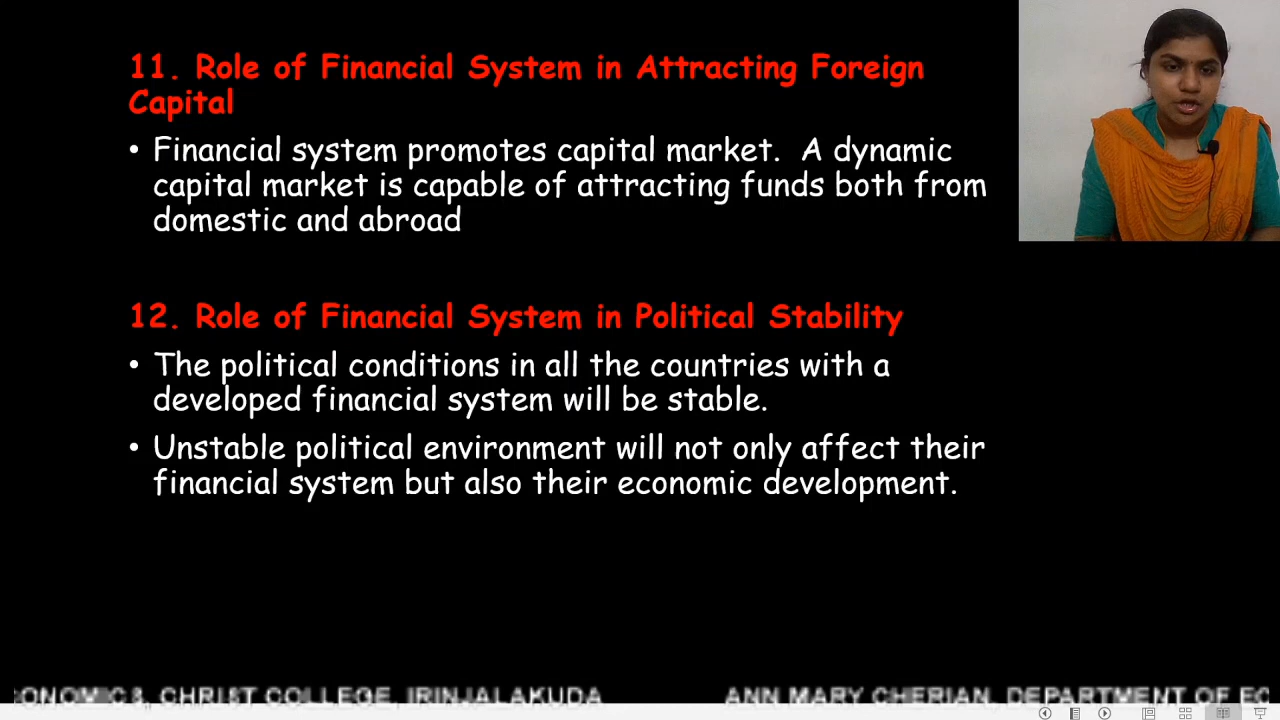 11. Role of Financial System in Attracting Foreign
Capital
• Financial system promotes capital market.  A dynamic
capital market is capable of attracting funds both from
domestic and abroad
12. Role of Financial System in Political Stability
• The political conditions in all the countries with a
developed financial system will be stable.
• Unstable political environment will not only affect their
financial system but also their economic development.
ONOMICS, CHRIST COLLEGE, IRINJALAKUDA ANN MARY CHERIAN, DEPARTMENT OF EC